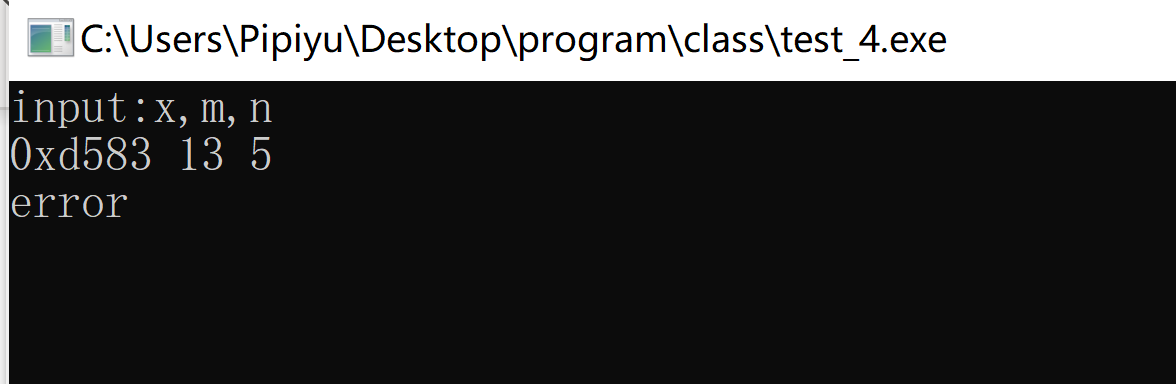 C:\Users\Pipiyu\Desktop\program\class\test_4.exe
input:x,m,n
0xd583 13 5
error